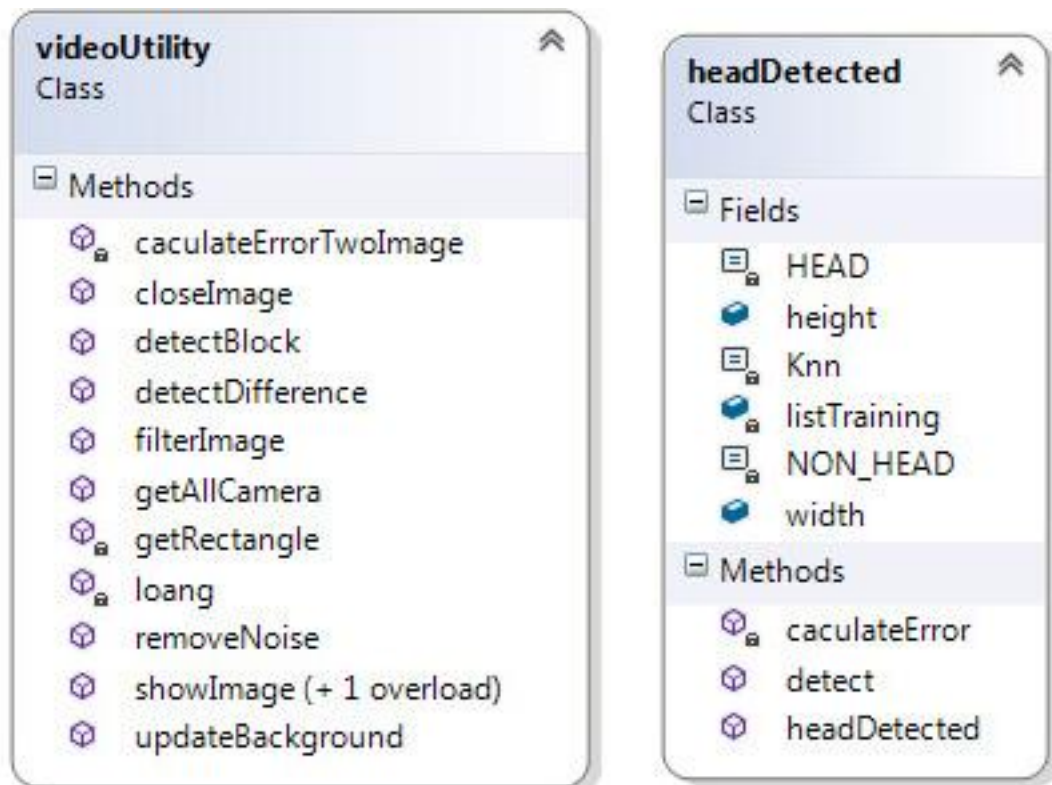 videoUtility
Class
Methods
caculateErrorTwoImage
closeImage
detectBlock
detectDifference
filterImage
getAllCamera
getRectangle
loang
removeNoise
showImage (+ 1 overload)
updateBackground
headDetected
Class
Fields
HEAD
height
Knn
listTraining
NON_HEAD
width
Methods
caculateError
detect
headDetected